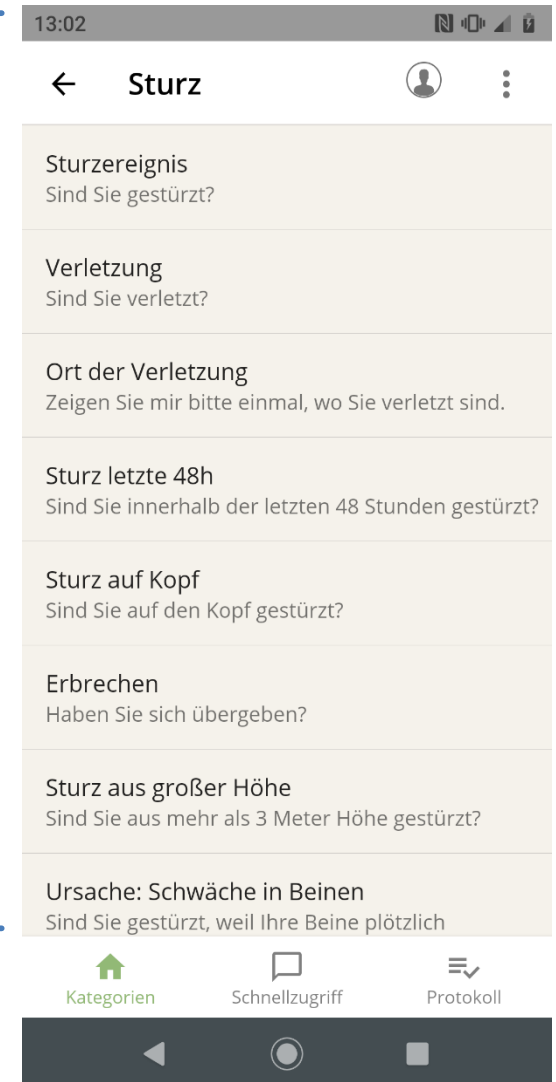 13:02
Sturz
Sturzereignis
Sind Sie gestürzt?
Verletzung
Sind Sie verletzt?
Ort der Verletzung
Zeigen Sie mir bitte einmal, wo Sie verletzt sind.
Sturz letzte 48h
Sind Sie innerhalb der letzten 48 Stunden gestürzt?
Sturz auf Kopf
Sind Sie auf den Kopf gestürzt?
Erbrechen
Haben Sie sich übergeben?
Sturz aus großer Höhe
Sind Sie aus mehr als 3 Meter Höhe gestürzt?
Ursache: Schwäche in Beinen
Sind Sie gestürzt, weil Ihre Beine plötzlich
Kategorien
Schnellzugriff
Protokoll